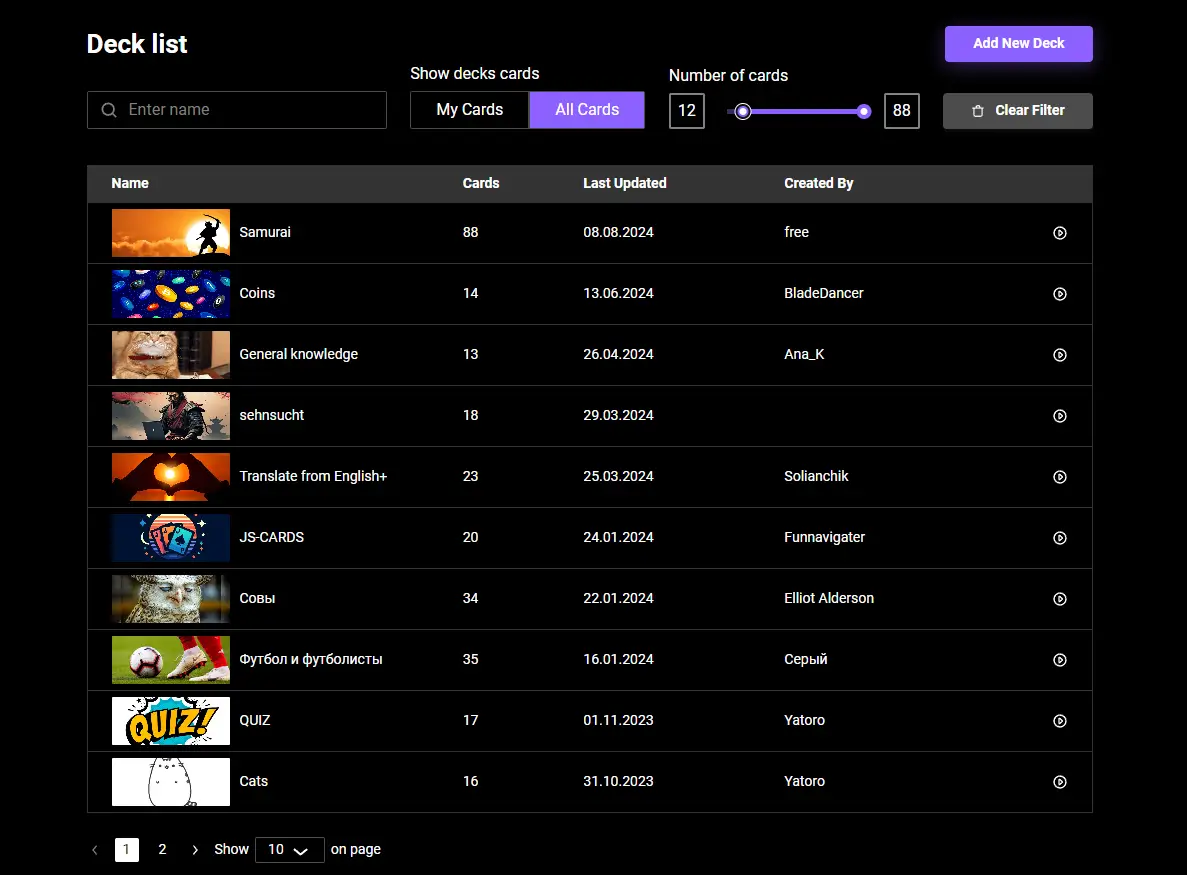 Deck list
Add New Deck
Show decks cards
Number of cards
Enter name
My Cards All Cards
12 88
Clear Filter
Name Cards Last Updated Created By
Samurai 88 08.08.2024 free
Coins 14 13.06.2024 BladeDancer
General knowledge 13 26.04.2024 Ana_K
sehnsucht 18 29.03.2024
Translate from English+ 23 25.03.2024 Solianchik
JS-CARDS 20 24.01.2024 Funnavigater
Совы 34 22.01.2024 Elliot Alderson
Футбол и футболисты 35 16.01.2024 Серый
QUIZ!
QUIZ 17 01.11.2023 Yatoro
Cats 16 31.10.2023 Yatoro
1 2 Show 10 on page